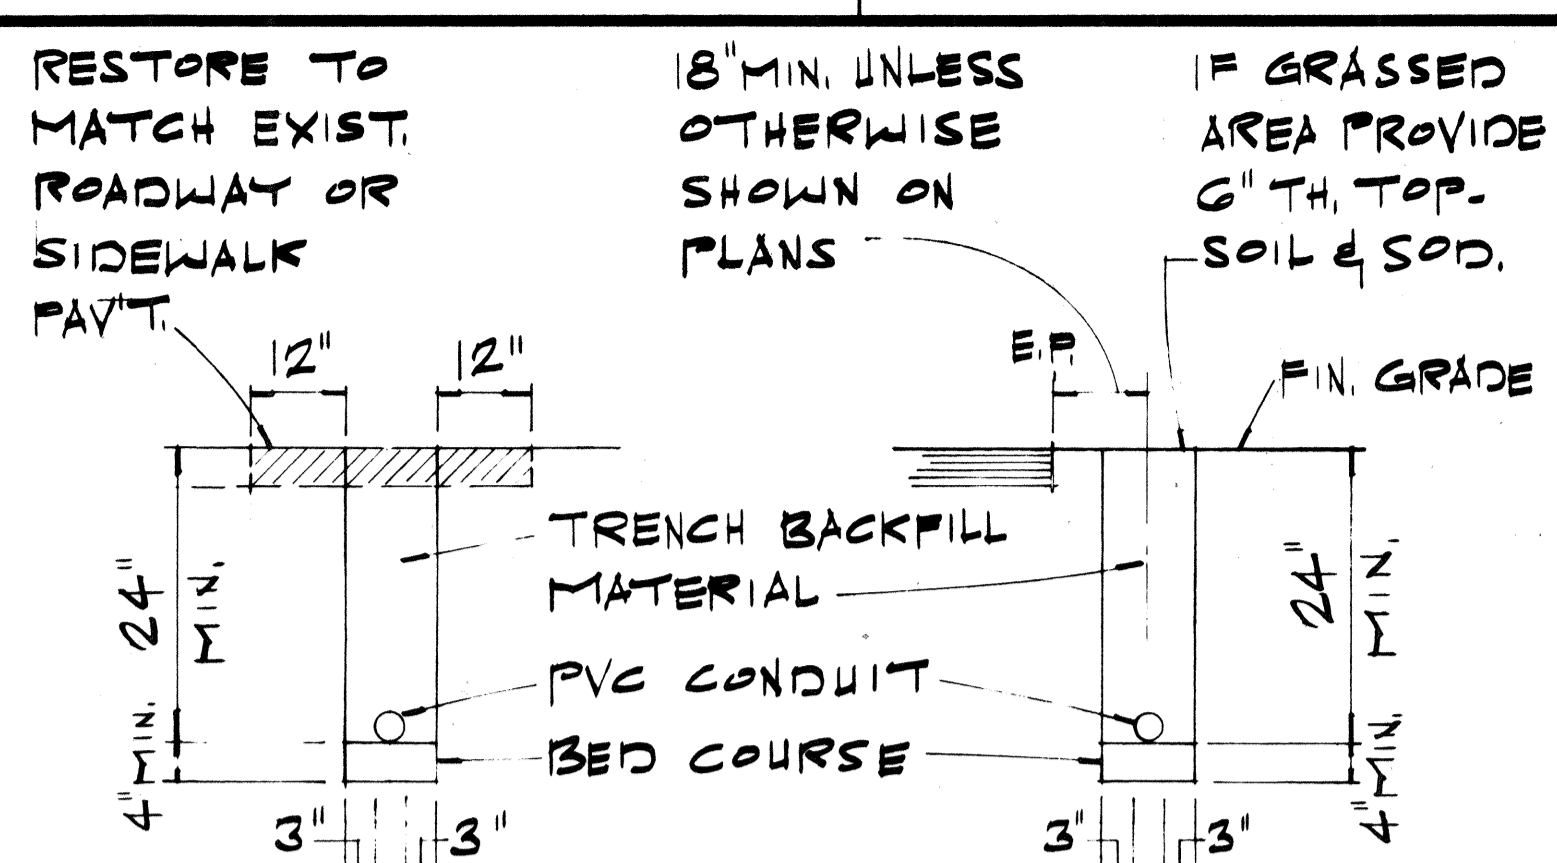 RESTORE TO
MATCH EXIST.
ROADWAY OR
SIDEWALK
PAV'T.
18" MIN. UNLESS
OTHERWISE
SHOWN ON
PLANS
IF GRASSED
AREA PROVIDE
6" TH. TOP-
SOIL & SOD.
12"
12"
E.P.
FIN. GRADE
TRENCH BACKFILL
MATERIAL
PVC CONDUIT
BED COURSE
24"
MIN.
4" MIN.
24"
MIN.
4" MIN.
3"
3"
3"
3"